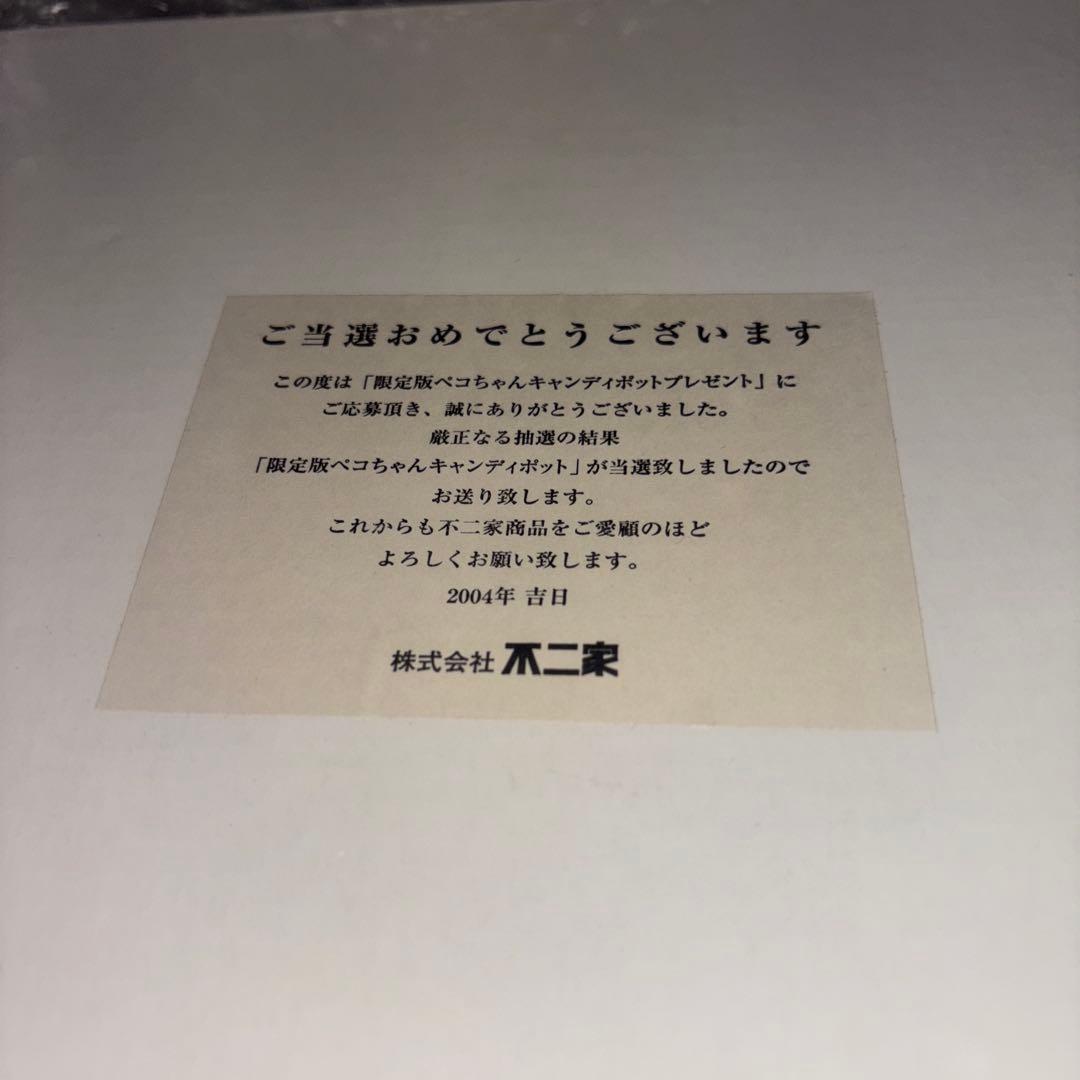 ご当選おめでとうございます
この度は「限定版ペコちゃんキャンディポットプレゼント」に
ご応募頂き、誠にありがとうございました。
厳正なる抽選の結果
「限定版ペコちゃんキャンディポット」が当選致しましたので
お送り致します。
これからも不二家商品をご愛顧のほど
よろしくお願い致します。
2004年 吉日
株式会社 不二家